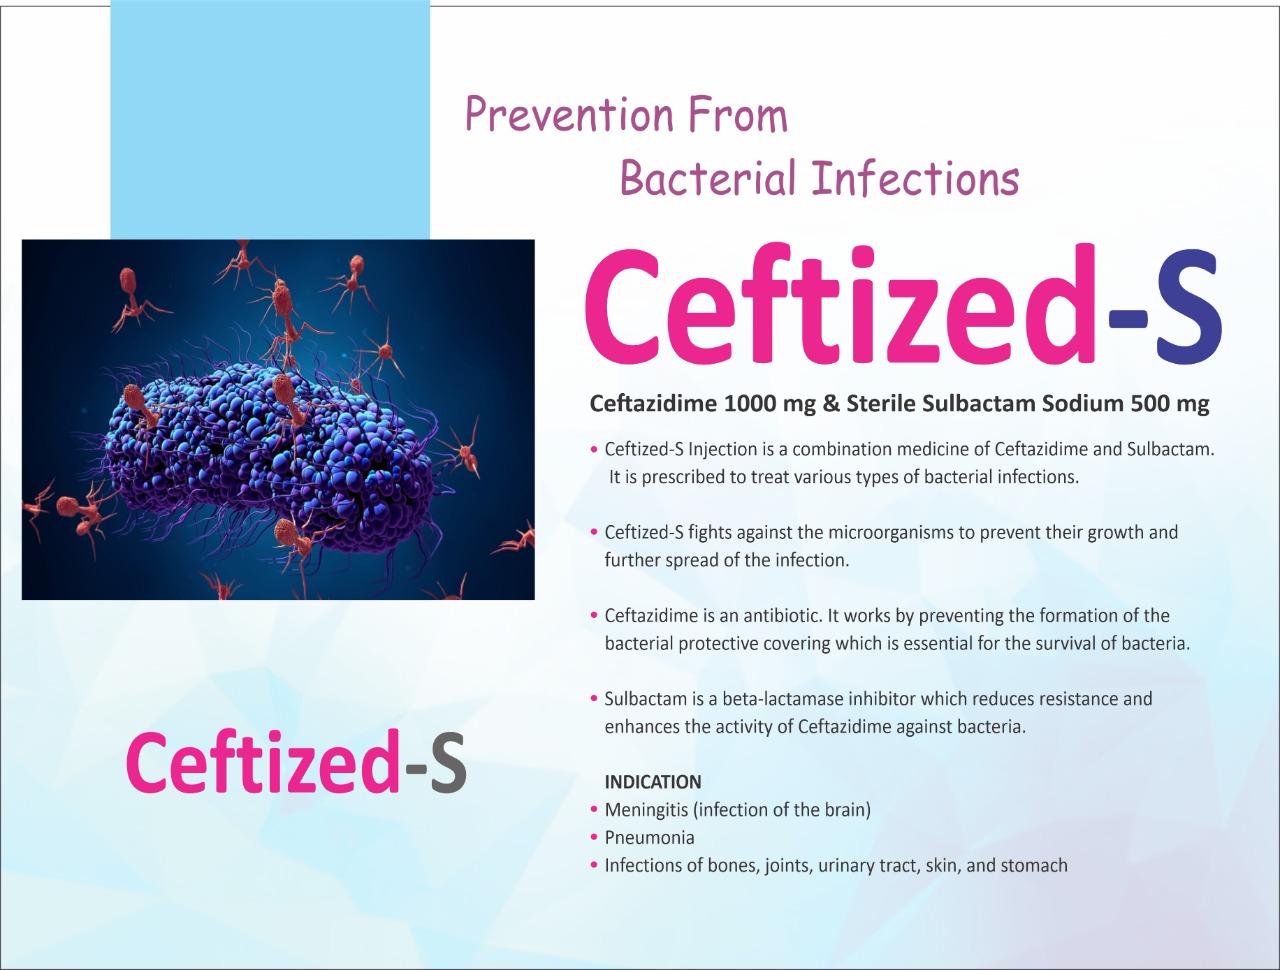 Prevention From
Bacterial Infections
Ceftized-S
Ceftazidime 1000 mg & Sterile Sulbactam Sodium 500 mg
• Ceftized-S Injection is a combination medicine of Ceftazidime and Sulbactam.
It is prescribed to treat various types of bacterial infections.
• Ceftized-S fights against the microorganisms to prevent their growth and
further spread of the infection.
• Ceftazidime is an antibiotic. It works by preventing the formation of the
bacterial protective covering which is essential for the survival of bacteria.
• Sulbactam is a beta-lactamase inhibitor which reduces resistance and
enhances the activity of Ceftazidime against bacteria.
INDICATION
• Meningitis (infection of the brain)
• Pneumonia
• Infections of bones, joints, urinary tract, skin, and stomach
Ceftized-S